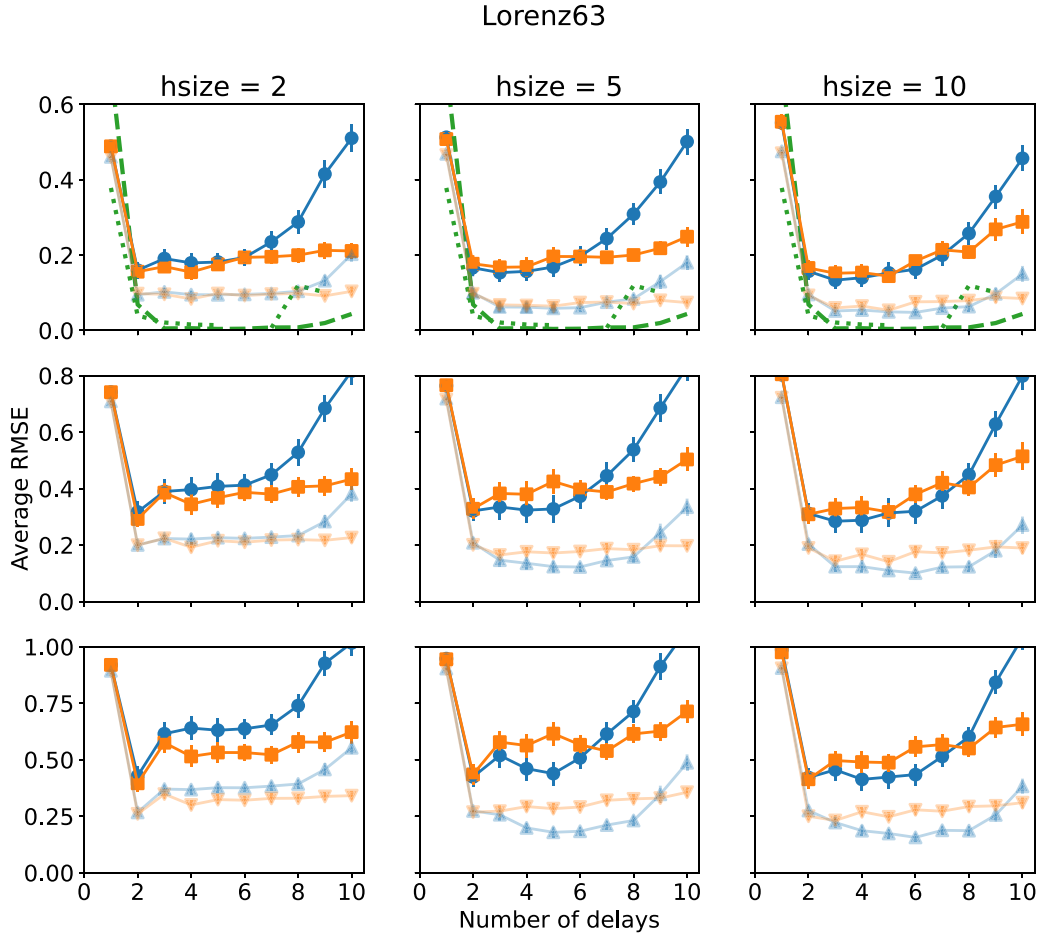 Lorenz63
hsize = 2
hsize = 5
hsize = 10
0.6
0.4
0.2
0.0
0.8
0.6
0.4
0.2
0.0
Average RMSE
1.00
0.75
0.50
0.25
0.00
0 2 4 6 8 10
0 2 4 6 8 10
0 2 4 6 8 10
Number of delays